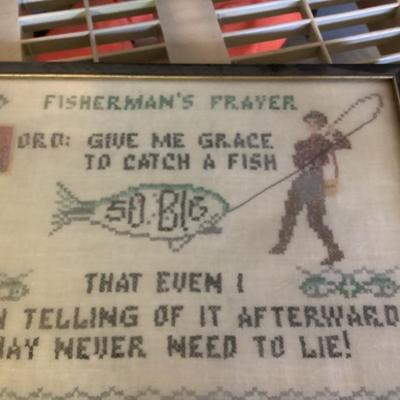 FISHERMAN'S PRAYER
ORD: GIVE ME GRACE
TO CATCH A FISH
SO BIG
THAT EVEN I
N TELLING OF IT AFTERWARD
MAY NEVER NEED TO LIE!